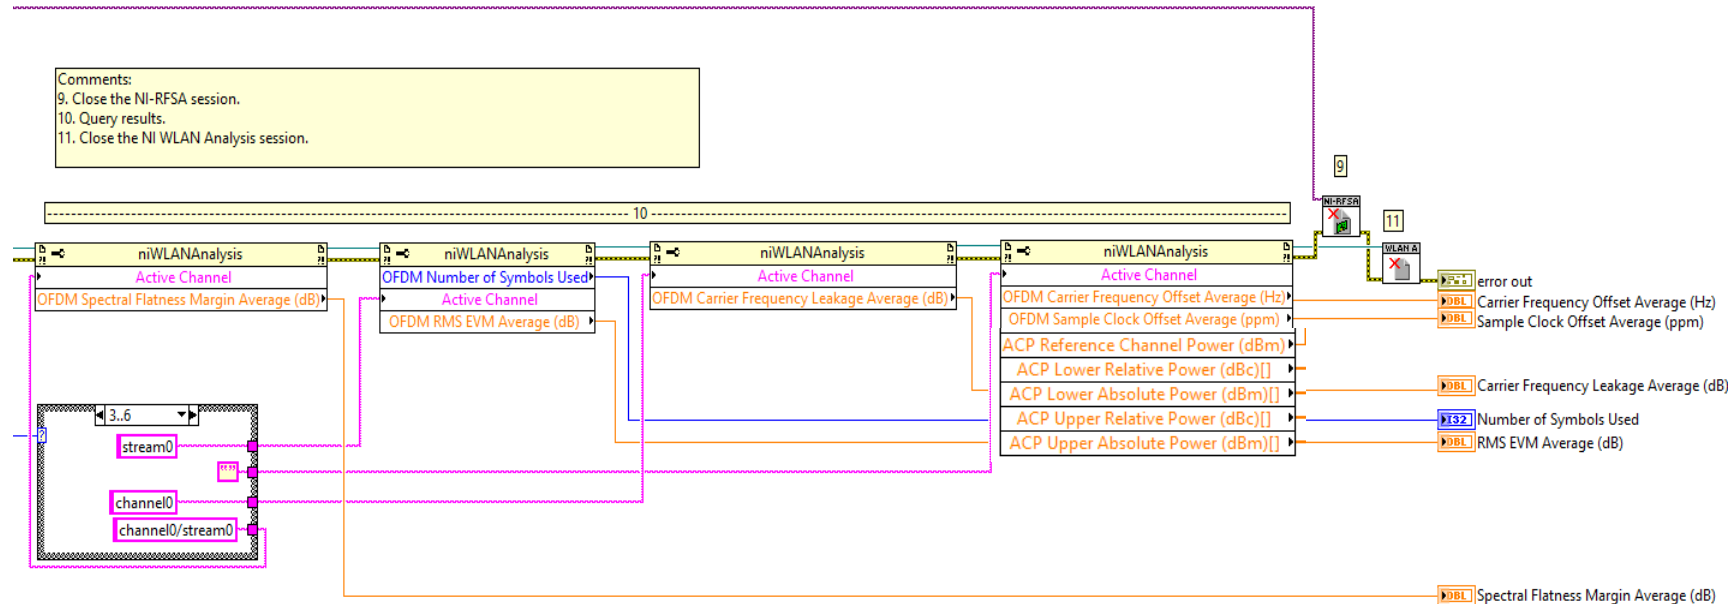 Comments:
9. Close the NI-RFSA session.
10. Query results.
11. Close the NI WLAN Analysis session.
9
10
NI-RFSA
11
WLAN A
niWLANAnalysis
Active Channel
OFDM Spectral Flatness Margin Average (dB)
niWLANAnalysis
OFDM Number of Symbols Used
Active Channel
OFDM RMS EVM Average (dB)
niWLANAnalysis
Active Channel
OFDM Carrier Frequency Leakage Average (dB)
niWLANAnalysis
Active Channel
OFDM Carrier Frequency Offset Average (Hz)
OFDM Sample Clock Offset Average (ppm)
ACP Reference Channel Power (dBm)
ACP Lower Relative Power (dBc)[]
ACP Lower Absolute Power (dBm)[]
ACP Upper Relative Power (dBc)[]
ACP Upper Absolute Power (dBm)[]
error out
DBL Carrier Frequency Offset Average (Hz)
DBL Sample Clock Offset Average (ppm)
DBL Carrier Frequency Leakage Average (dB)
I32 Number of Symbols Used
DBL RMS EVM Average (dB)
3..6
?
stream0
""
channel0
channel0/stream0
DBL Spectral Flatness Margin Average (dB)